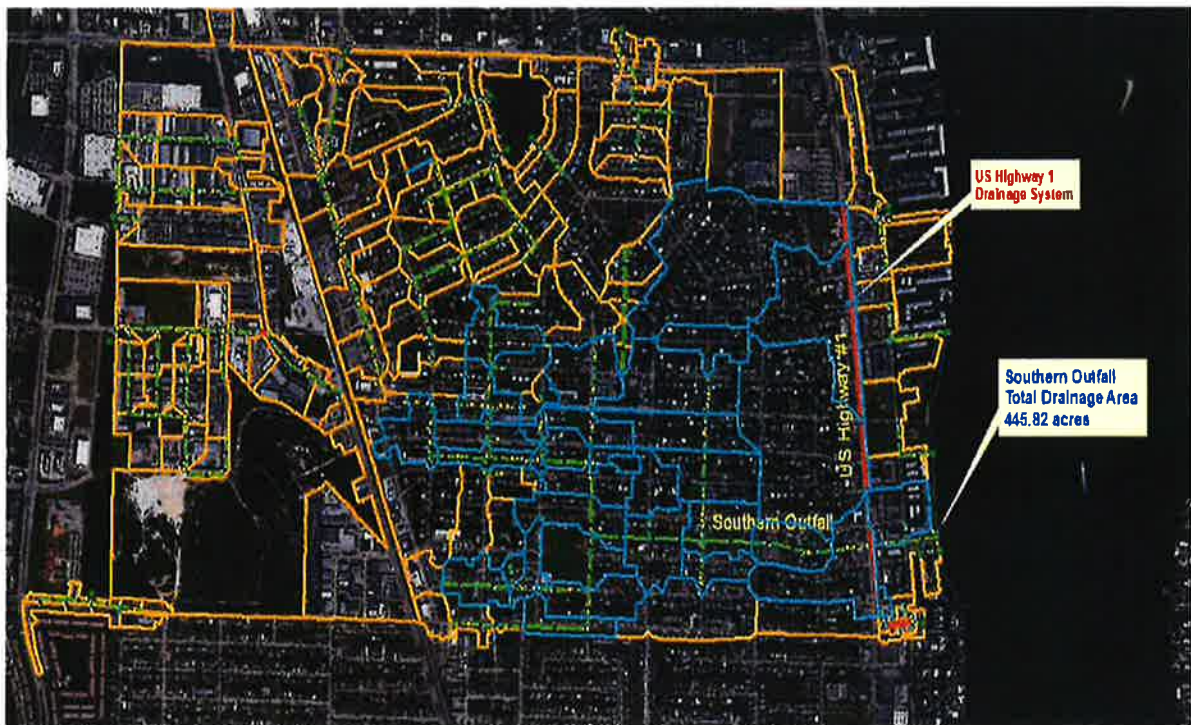 US Highway 1
Drainage System
US Highway #1
Southern Outfall
Total Drainage Area
445.82 acres
Southern Outfall